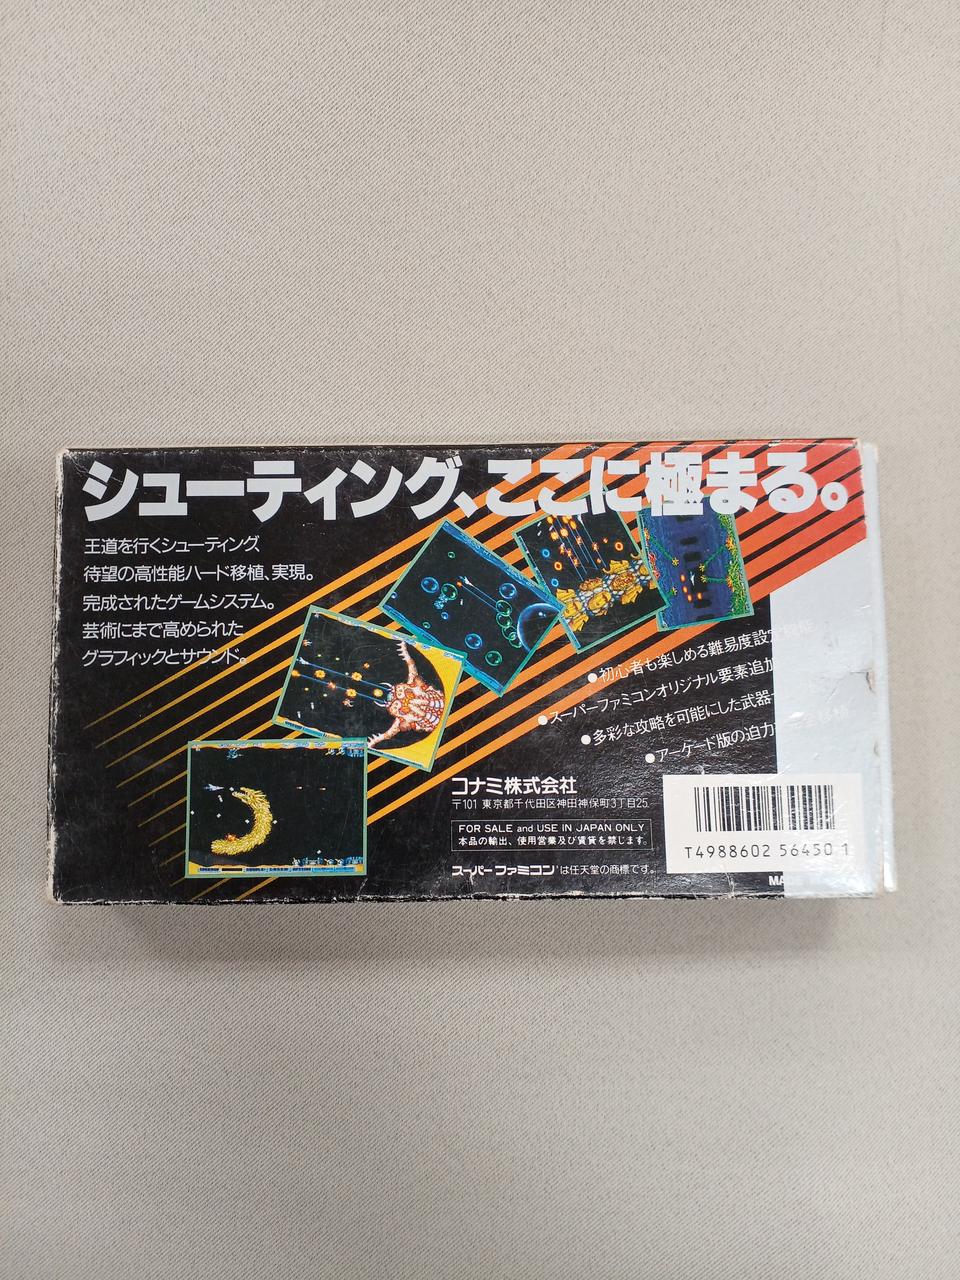 シューティング、ここに極まる。
王道を行くシューティング
待望の高性能ハード移植、実現。
完成されたゲームシステム。
芸術にまで高められた
グラフィックとサウンド。
●初心者も楽しめる難易度設定機能
●スーパーファミコンオリジナル要素追加
●多彩な攻略を可能にした武器
●アーケード版の迫力
コナミ株式会社
〒101 東京都千代田区神田神保町3丁目25
FOR SALE and USE IN JAPAN ONLY
本品の輸出、使用営業及び賃貸を禁じます。
スーパーファミコンは任天堂の商標です。
T4988602 56450 1